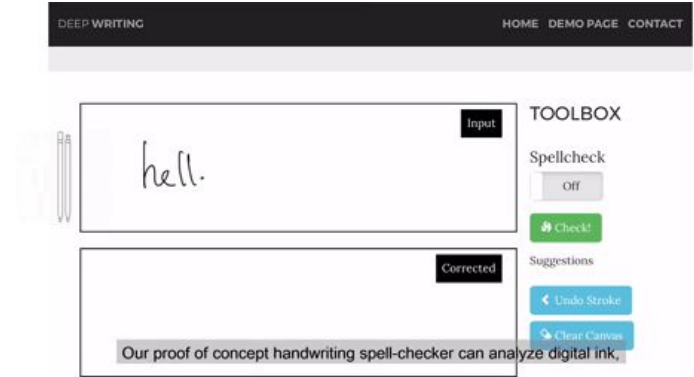 DEEP WRITING HOME DEMO PAGE CONTACT
Input
TOOLBOX
hell.
Spellcheck
Off
Check!
Corrected
Suggestions
Undo Stroke
Clear Canvas
Our proof of concept handwriting spell-checker can analyze digital ink,